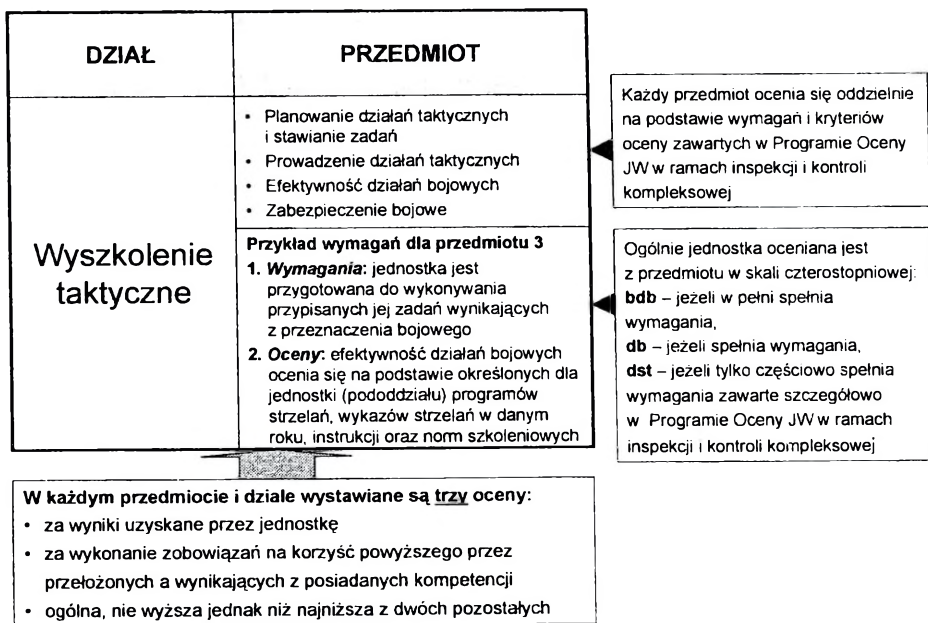 DZIAŁ
PRZEDMIOT
Wyszkolenie
taktyczne
• Planowanie działań taktycznych
i stawianie zadań
• Prowadzenie działań taktycznych
• Efektywność działań bojowych
• Zabezpieczenie bojowe
Przykład wymagań dla przedmiotu 3
1. Wymagania: jednostka jest
przygotowana do wykonywania
przypisanych jej zadań wynikających
z przeznaczenia bojowego
2. Oceny: efektywność działań bojowych
ocenia się na podstawie określonych dla
jednostki (pododdziału) programów
strzelań, wykazów strzelań w danym
roku, instrukcji oraz norm szkoleniowych
Każdy przedmiot ocenia się oddzielnie
na podstawie wymagań i kryteriów
oceny zawartych w Programie Oceny
JW w ramach inspekcji i kontroli
kompleksowej
Ogólnie jednostka oceniana jest
z przedmiotu w skali czterostopniowej:
bdb – jeżeli w pełni spełnia
wymagania,
db – jeżeli spełnia wymagania,
dst – jeżeli tylko częściowo spełnia
wymagania zawarte szczegółowo
w Programie Oceny JW w ramach
inspekcji i kontroli kompleksowej
W każdym przedmiocie i dziale wystawiane są trzy oceny:
• za wyniki uzyskane przez jednostkę
• za wykonanie zobowiązań na korzyść powyższego przez
przełożonych a wynikających z posiadanych kompetencji
• ogólna, nie wyższa jednak niż najniższa z dwóch pozostałych